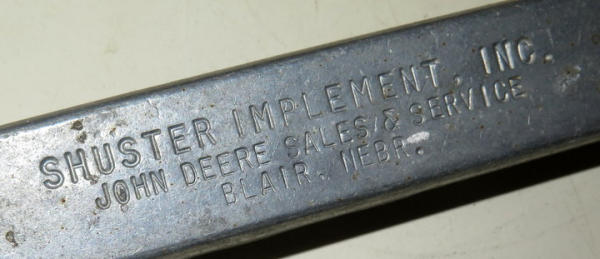 SHUSTER IMPLEMENT, INC.
JOHN DEERE SALES & SERVICE
BLAIR, NEBR.